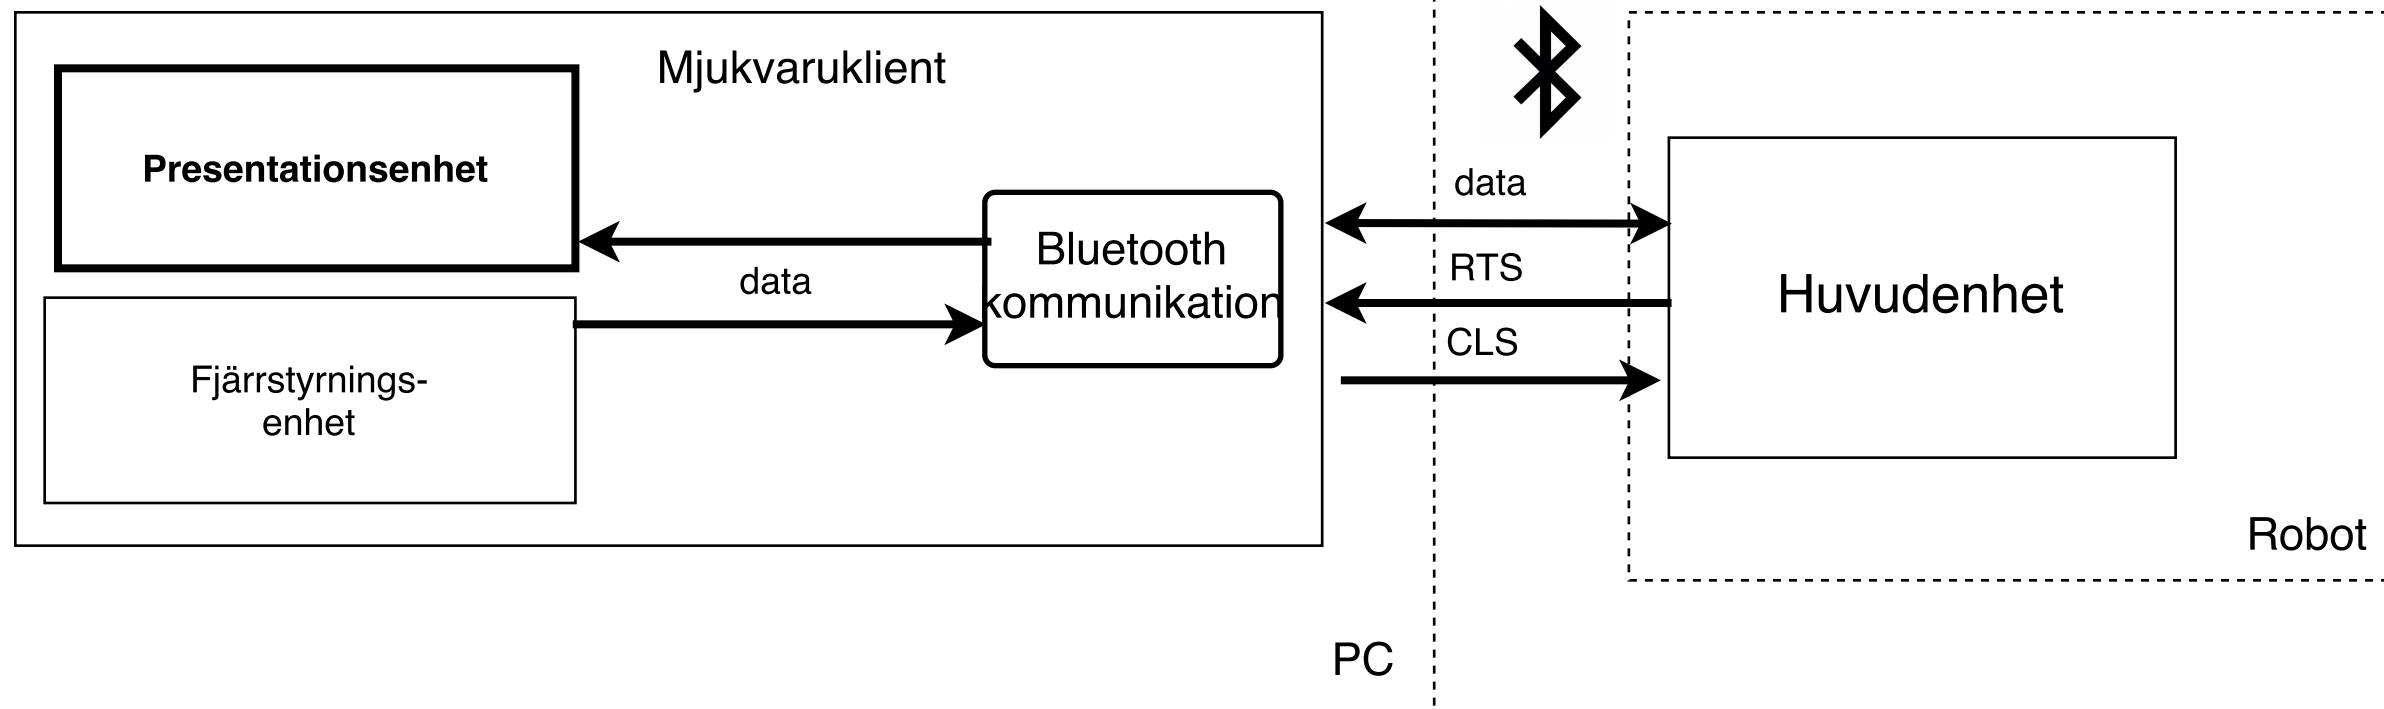 Mjukvaruklient
Presentationsenhet
data
Bluetooth
kommunikation
Fjärrstyrnings-
enhet
data
RTS
CLS
Huvudenhet
Robot
PC